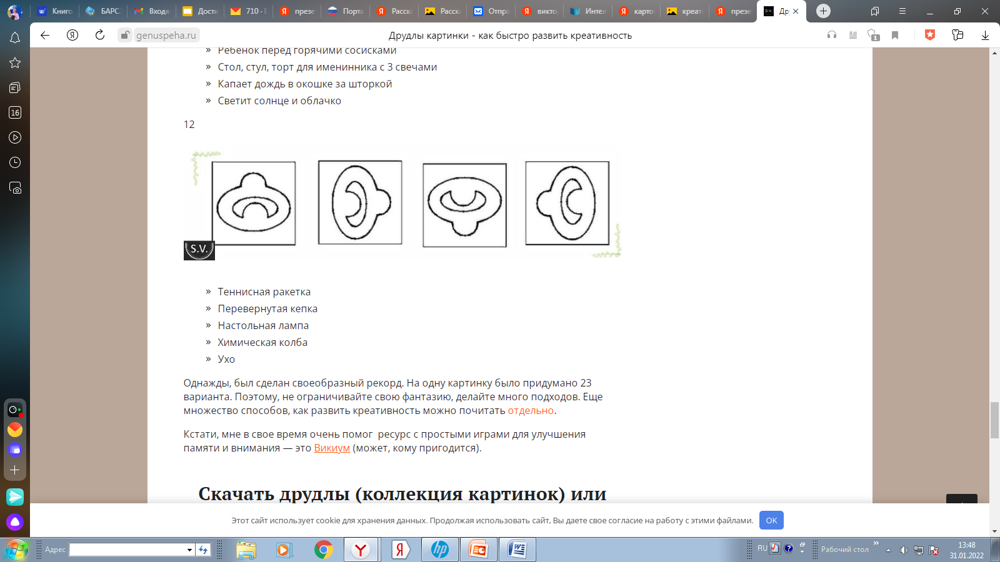 Книго
БАРС.
Входя
Дости
710 · В
презе
Порта
Расска
Расска
Отпра
виктор
Интел
карто
креат
презе
S.V.
Др
genuspeha.ru
Друдлы картинки - как быстро развить креативность
1
16
Ребенок перед горячими сосисками
» Стол, стул, торт для именинника с 3 свечами
» Капает дождь в окошке за шторкой
» Светит солнце и облачко
12
S.V.
» Теннисная ракетка
» Перевернутая кепка
» Настольная лампа
» Химическая колба
» Ухо
Однажды, был сделан своеобразный рекорд. На одну картинку было придумано 23
варианта. Поэтому, не ограничивайте свою фантазию, делайте много подходов. Еще
множество способов, как развить креативность можно почитать отдельно.
Кстати, мне в свое время очень помог ресурс с простыми играми для улучшения
памяти и внимания — это Викиум (может, кому пригодится).
Скачать друдлы (коллекция картинок) или
Этот сайт использует cookie для хранения данных. Продолжая использовать сайт, Вы даете свое согласие на работу с этими файлами.
OK
Адрес
RU
Рабочий стол
13:48
31.01.2022